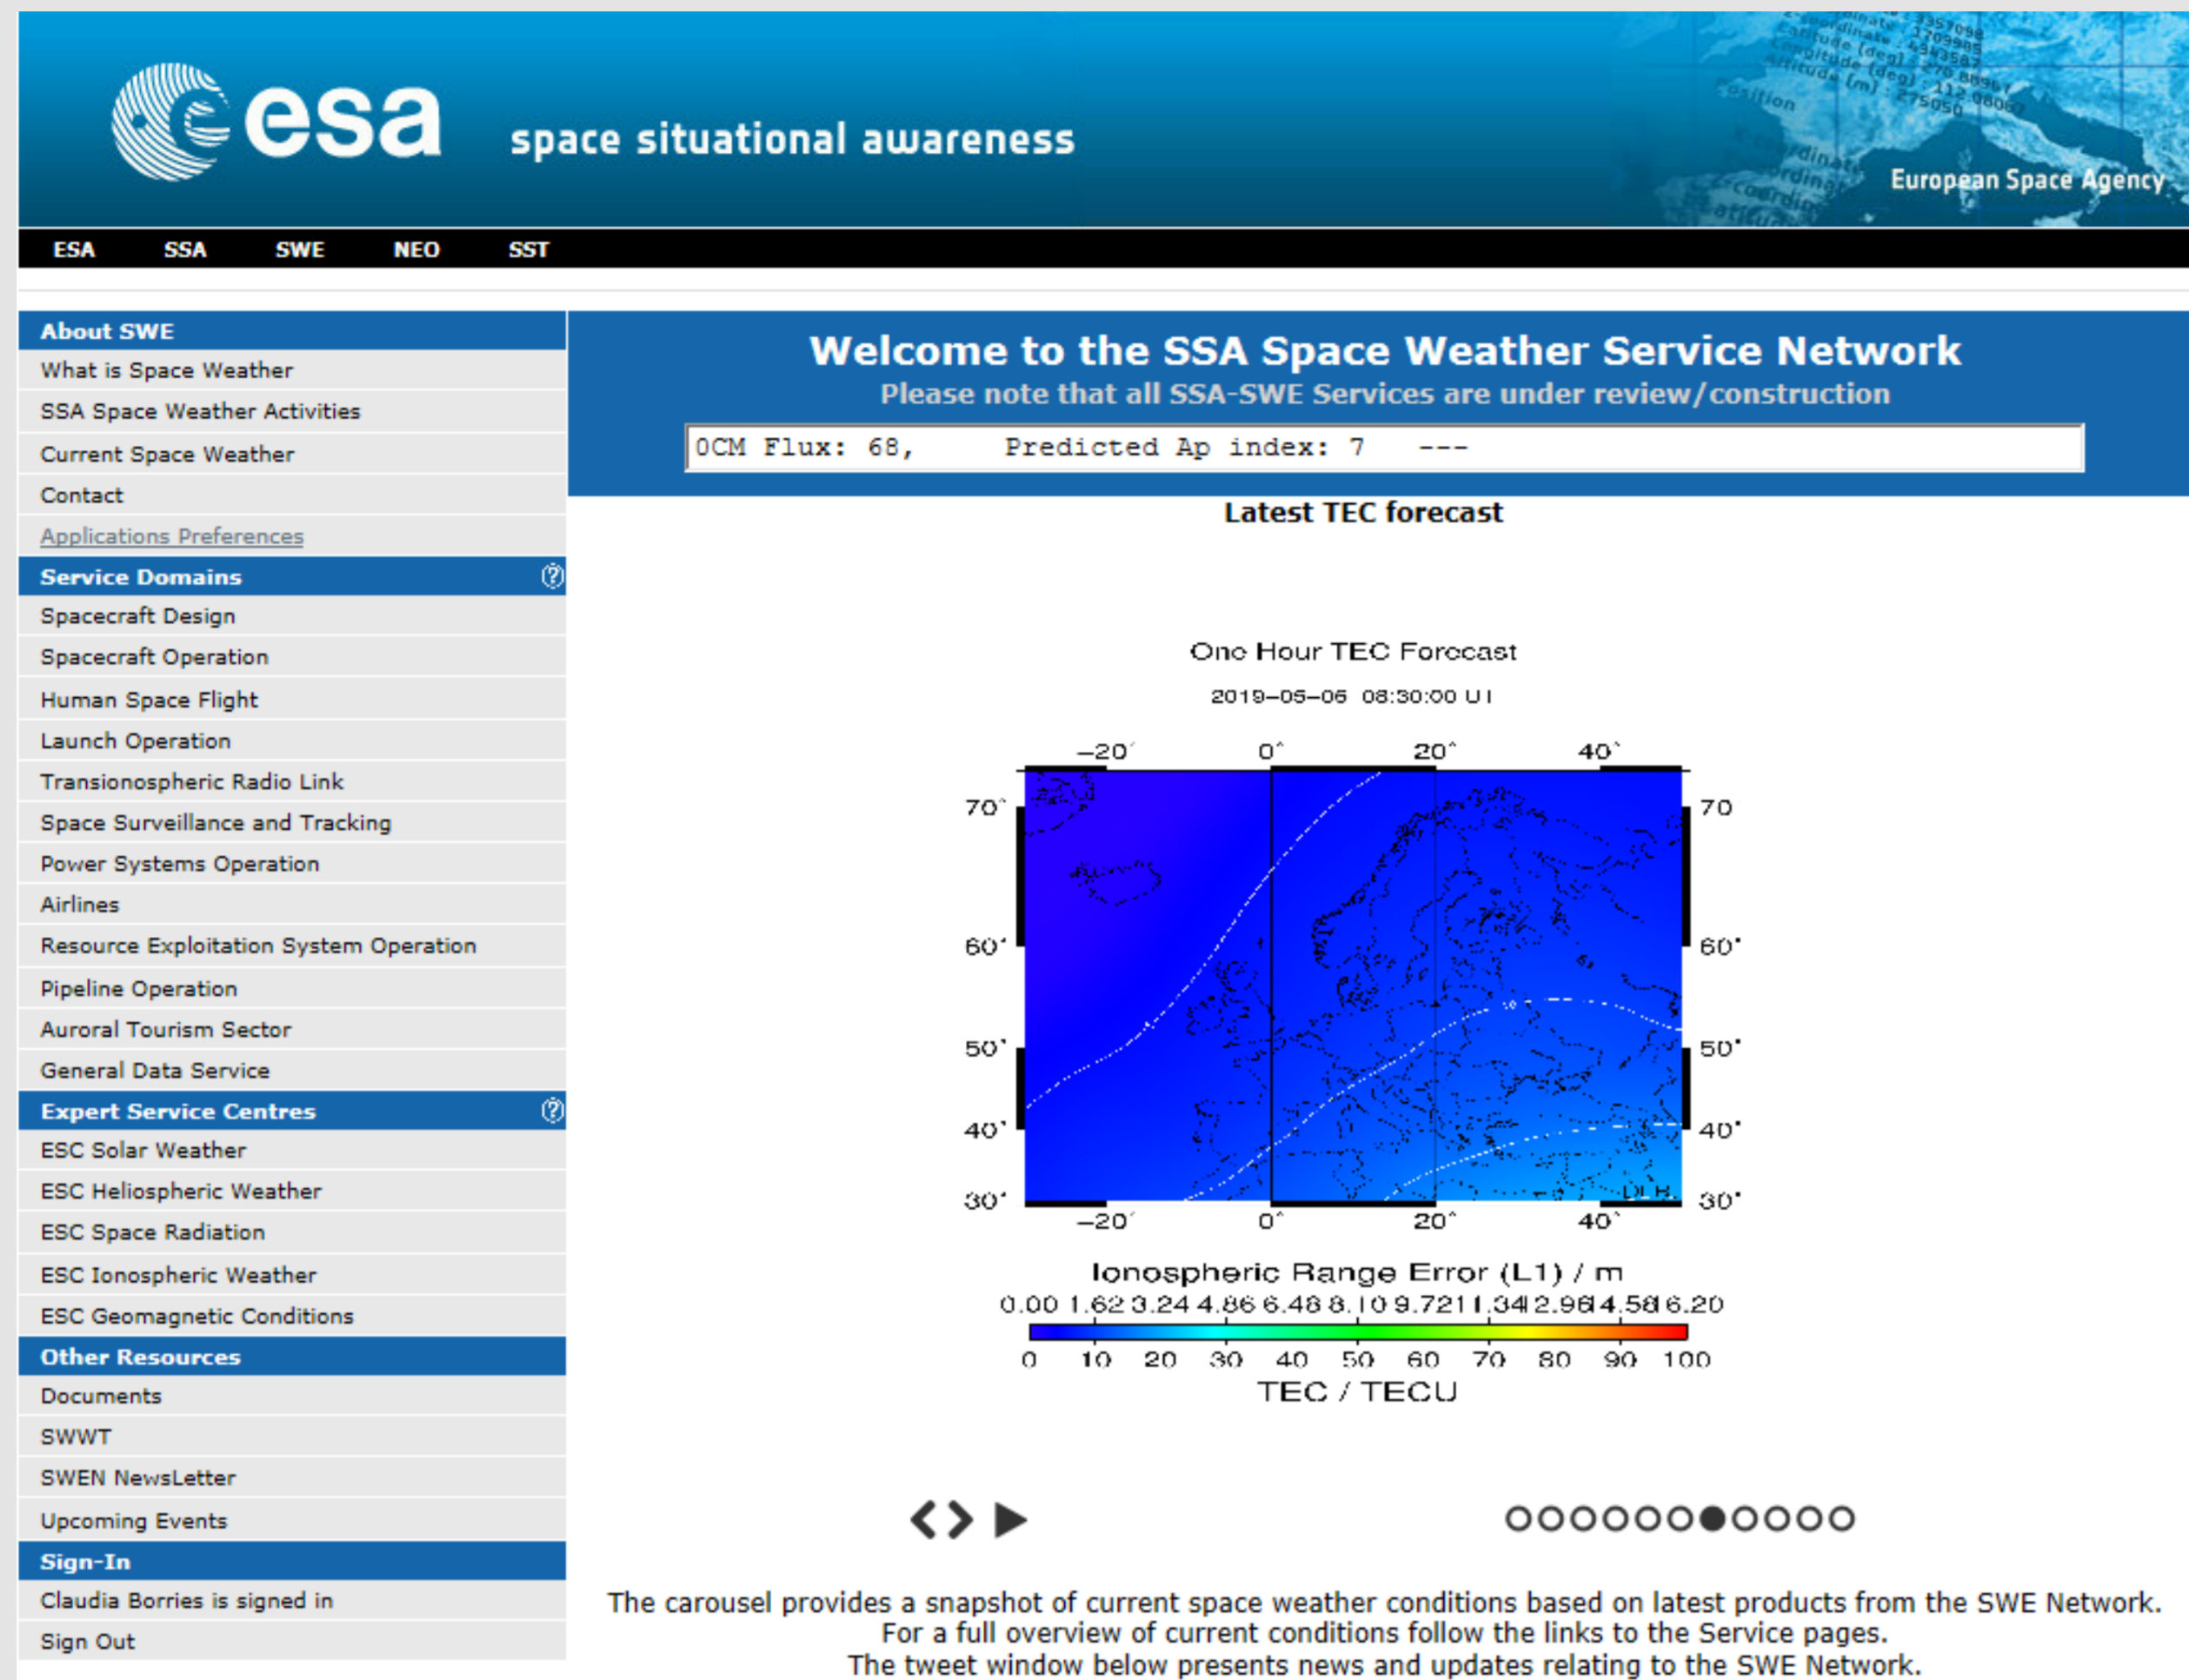 esa space situational awareness
European Space Agency
ESA SSA SWE NEO SST
About SWE
What is Space Weather
SSA Space Weather Activities
Current Space Weather
Contact
Applications Preferences
Service Domains
Spacecraft Design
Spacecraft Operation
Human Space Flight
Launch Operation
Transionospheric Radio Link
Space Surveillance and Tracking
Power Systems Operation
Airlines
Resource Exploitation System Operation
Pipeline Operation
Auroral Tourism Sector
General Data Service
Expert Service Centres
ESC Solar Weather
ESC Heliospheric Weather
ESC Space Radiation
ESC Ionospheric Weather
ESC Geomagnetic Conditions
Other Resources
Documents
SWWT
SWEN NewsLetter
Upcoming Events
Sign-In
Claudia Borries is signed in
Sign Out
Welcome to the SSA Space Weather Service Network
Please note that all SSA-SWE Services are under review/construction
0CM Flux: 68, Predicted Ap index: 7 ---
Latest TEC forecast
One Hour TEC Forecast
2019-05-06 08:30:00 UT
-20° 0° 20° 40°
70° 70
60° 60°
50° 50°
40° 40°
DLR
30° 30°
-20° 0° 20° 40°
Ionospheric Range Error (L1) / m
0.00 1.62 3.24 4.86 6.48 8.10 9.72 11.34 12.96 14.58 16.20
0 10 20 30 40 50 60 70 80 90 100
TEC / TECU
The carousel provides a snapshot of current space weather conditions based on latest products from the SWE Network.
For a full overview of current conditions follow the links to the Service pages.
The tweet window below presents news and updates relating to the SWE Network.